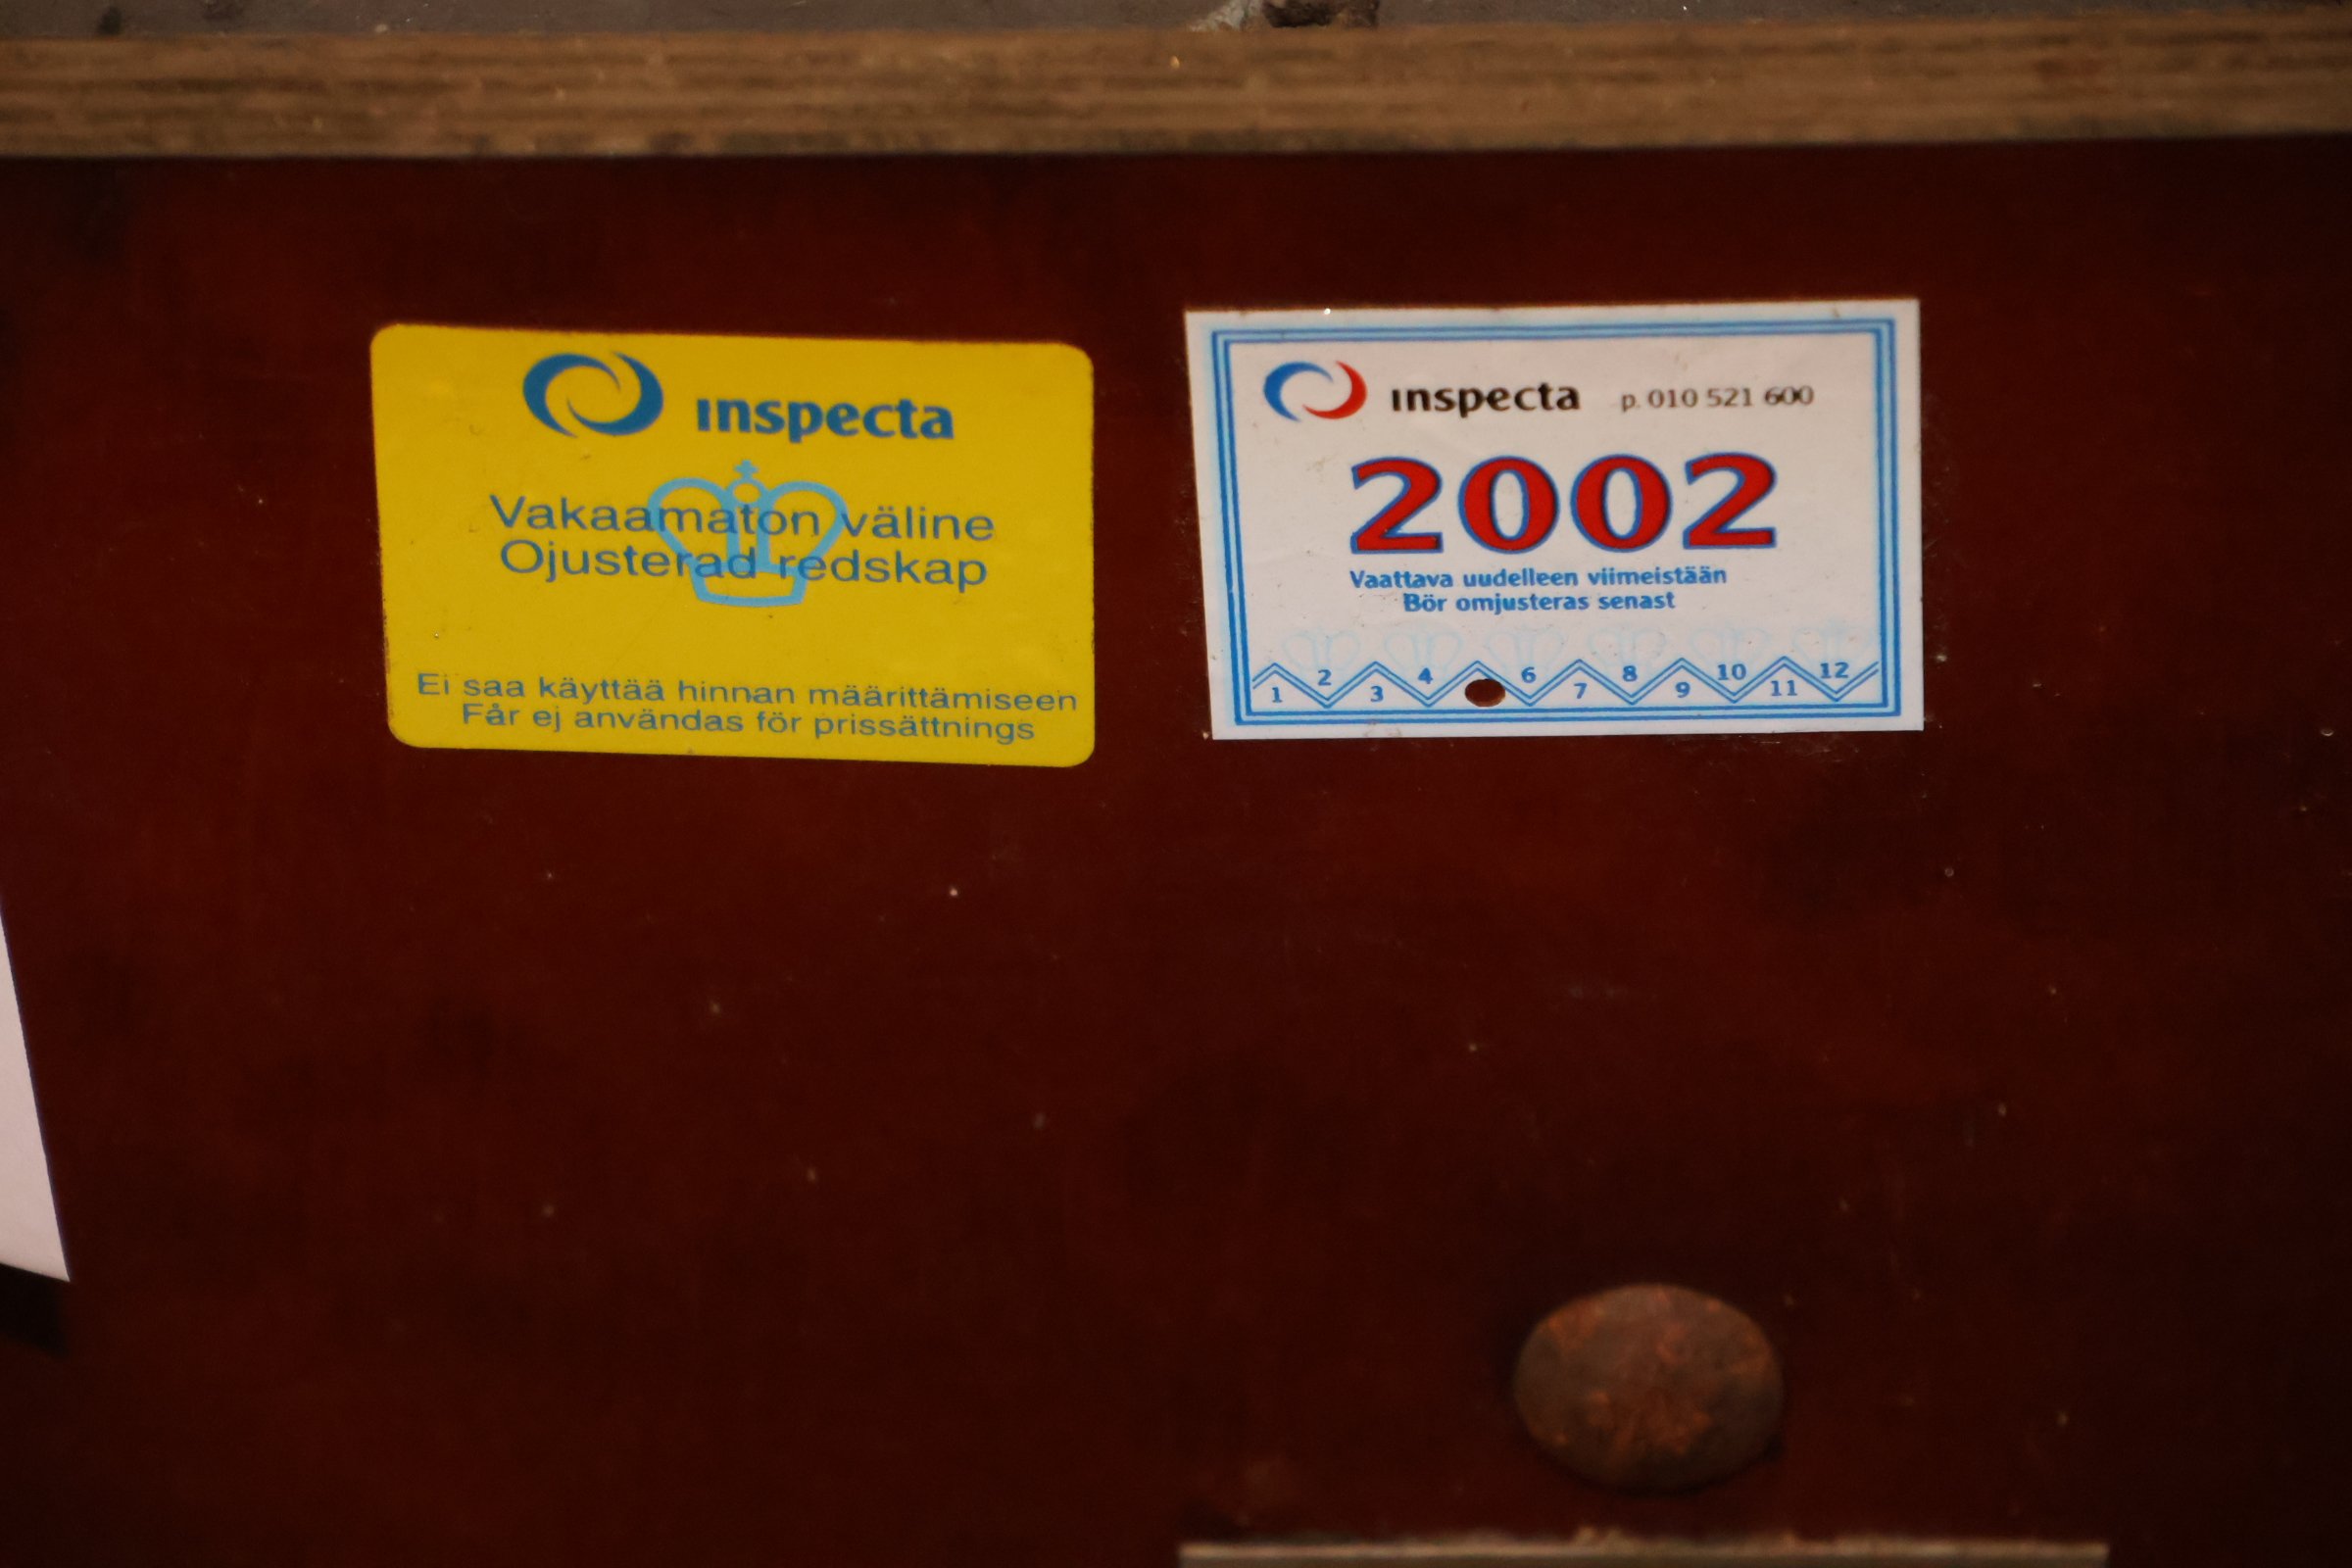 inspecta
Vakaamaton väline
Ojusterad redskap
Ei saa käyttää hinnan määrittämiseen
Får ej användas för prissättnings
inspecta p. 010 521 600
2002
Vaattava uudelleen viimeistään
Bör omjusteras senast
1 2 3 4 6 7 8 9 10 11 12